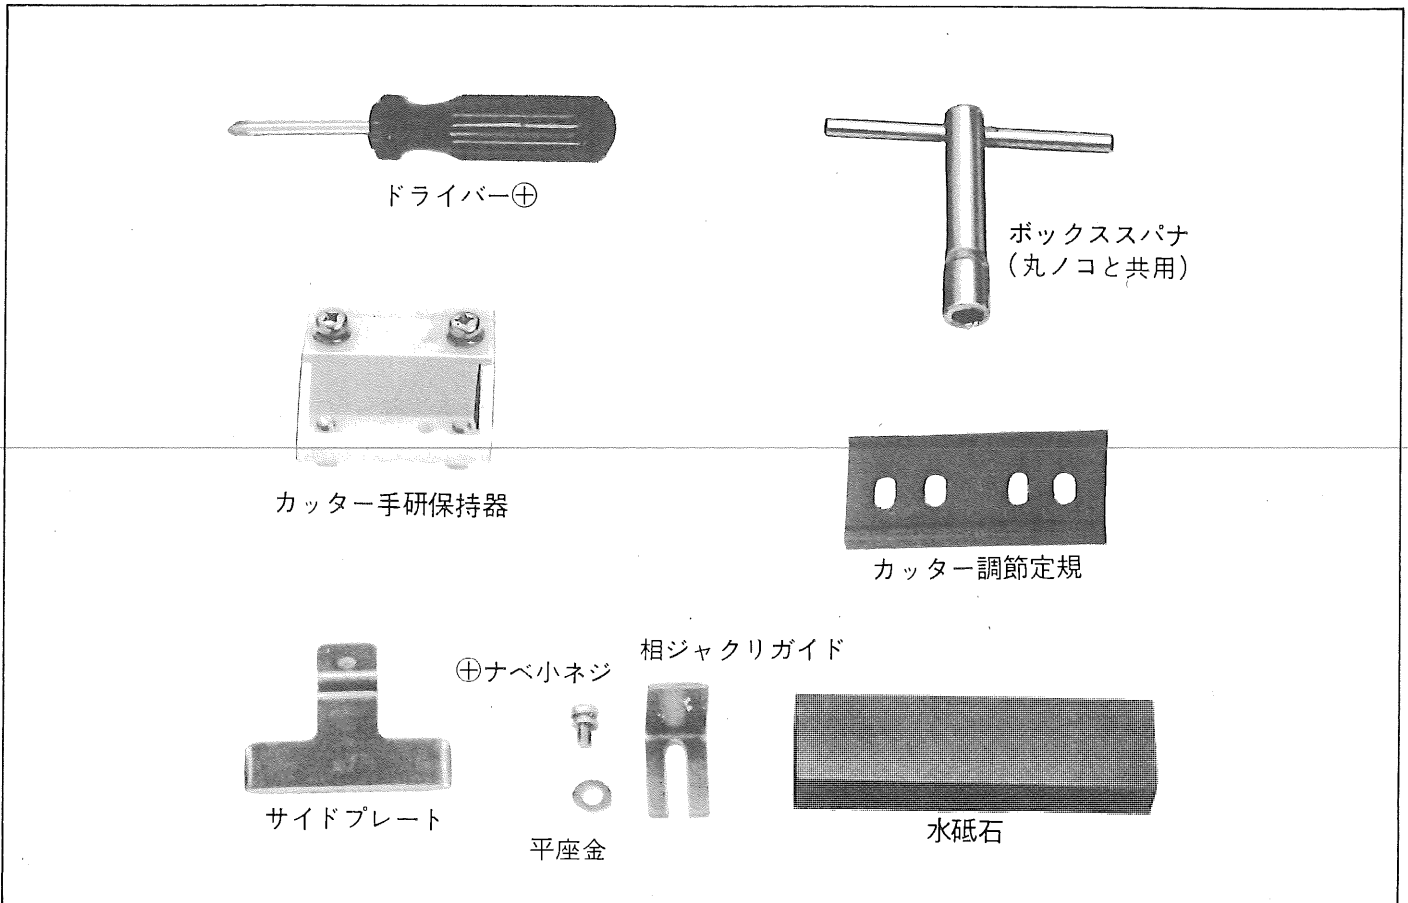 ドライバー⊕
ボックススパナ
(丸ノコと共用)
カッター手研保持器
カッター調節定規
相ジャクリガイド
⊕ナベ小ネジ
サイドプレート
平座金
水砥石